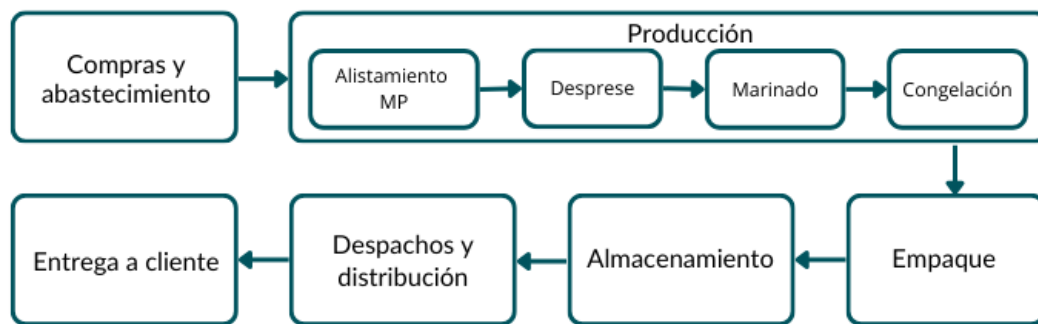 Compras y
abastecimiento
Producción
Alistamiento
MP
Desprese
Marinado
Congelación
Entrega a cliente
Despachos y
distribución
Almacenamiento
Empaque